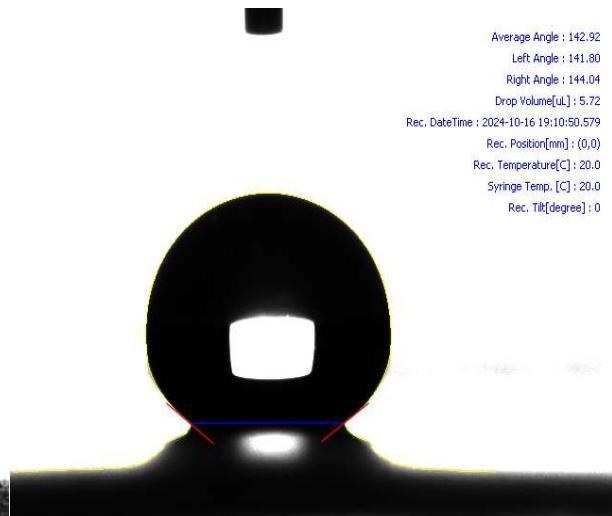 Average Angle : 142.92
Left Angle : 141.80
Right Angle : 144.04
Drop Volume[uL] : 5.72
Rec. DateTime : 2024-10-16 19:10:50.579
Rec. Position[mm] : (0,0)
Rec. Temperature[C] : 20.0
Syringe Temp. [C] : 20.0
Rec. Tilt[degree] : 0